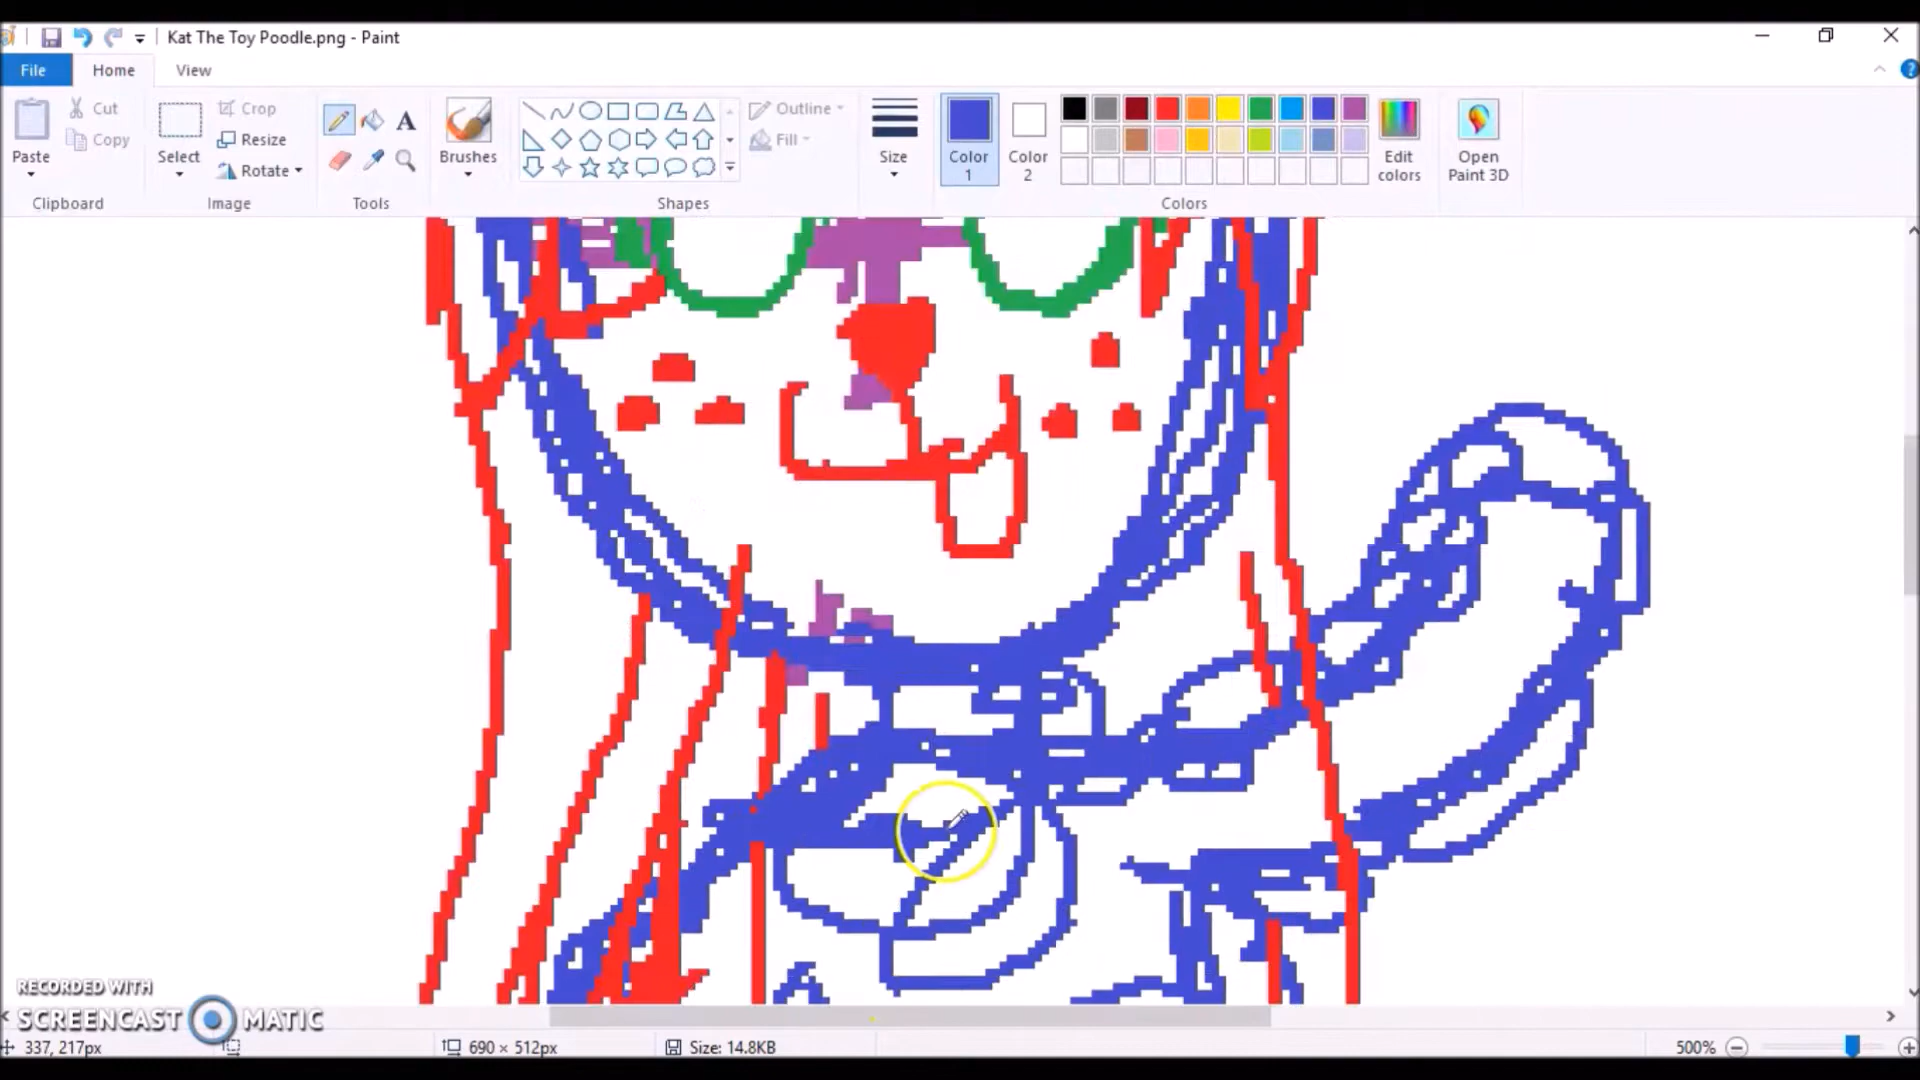 Kat The Toy Poodle.png - Paint
File Home View
Paste
Cut
Copy
Clipboard
Select
Crop
Resize
Rotate
Image
A
Tools
Brushes
Shapes
Outline
Fill
Size
Color 1
Color 2
Colors
Edit colors
Open Paint 3D
?
RECORDED WITH
SCREENCAST MATIC
337, 217px
690 × 512px
Size: 14.8KB
500%